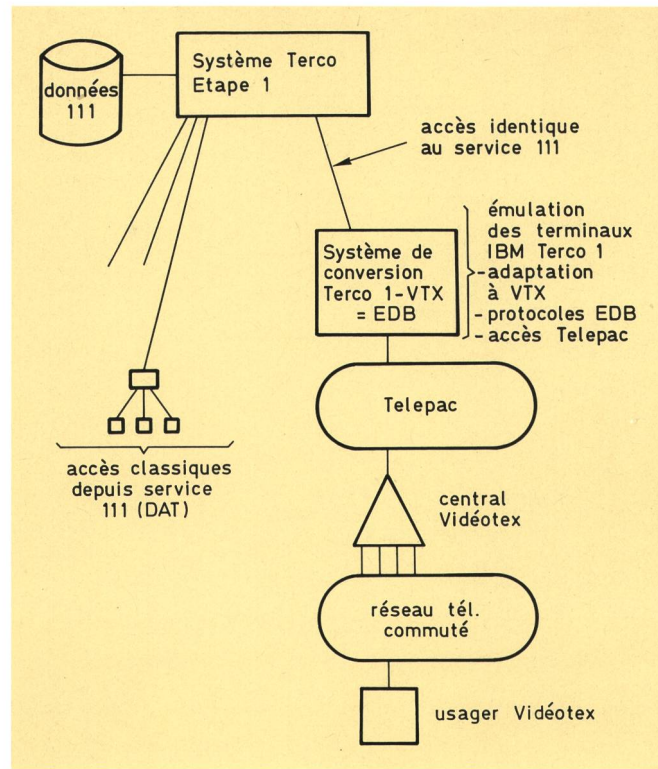 données
111
Système Terco
Etape 1
accès identique
au service 111
Système de
conversion
Terco 1-VTX
= EDB
émulation
des terminaux
IBM Terco 1
-adaptation
à VTX
-protocoles EDB
-accès Telepac
Telepac
accès classiques
depuis service
111 (DAT)
central
Vidéotex
réseau tél.
commuté
usager Vidéotex